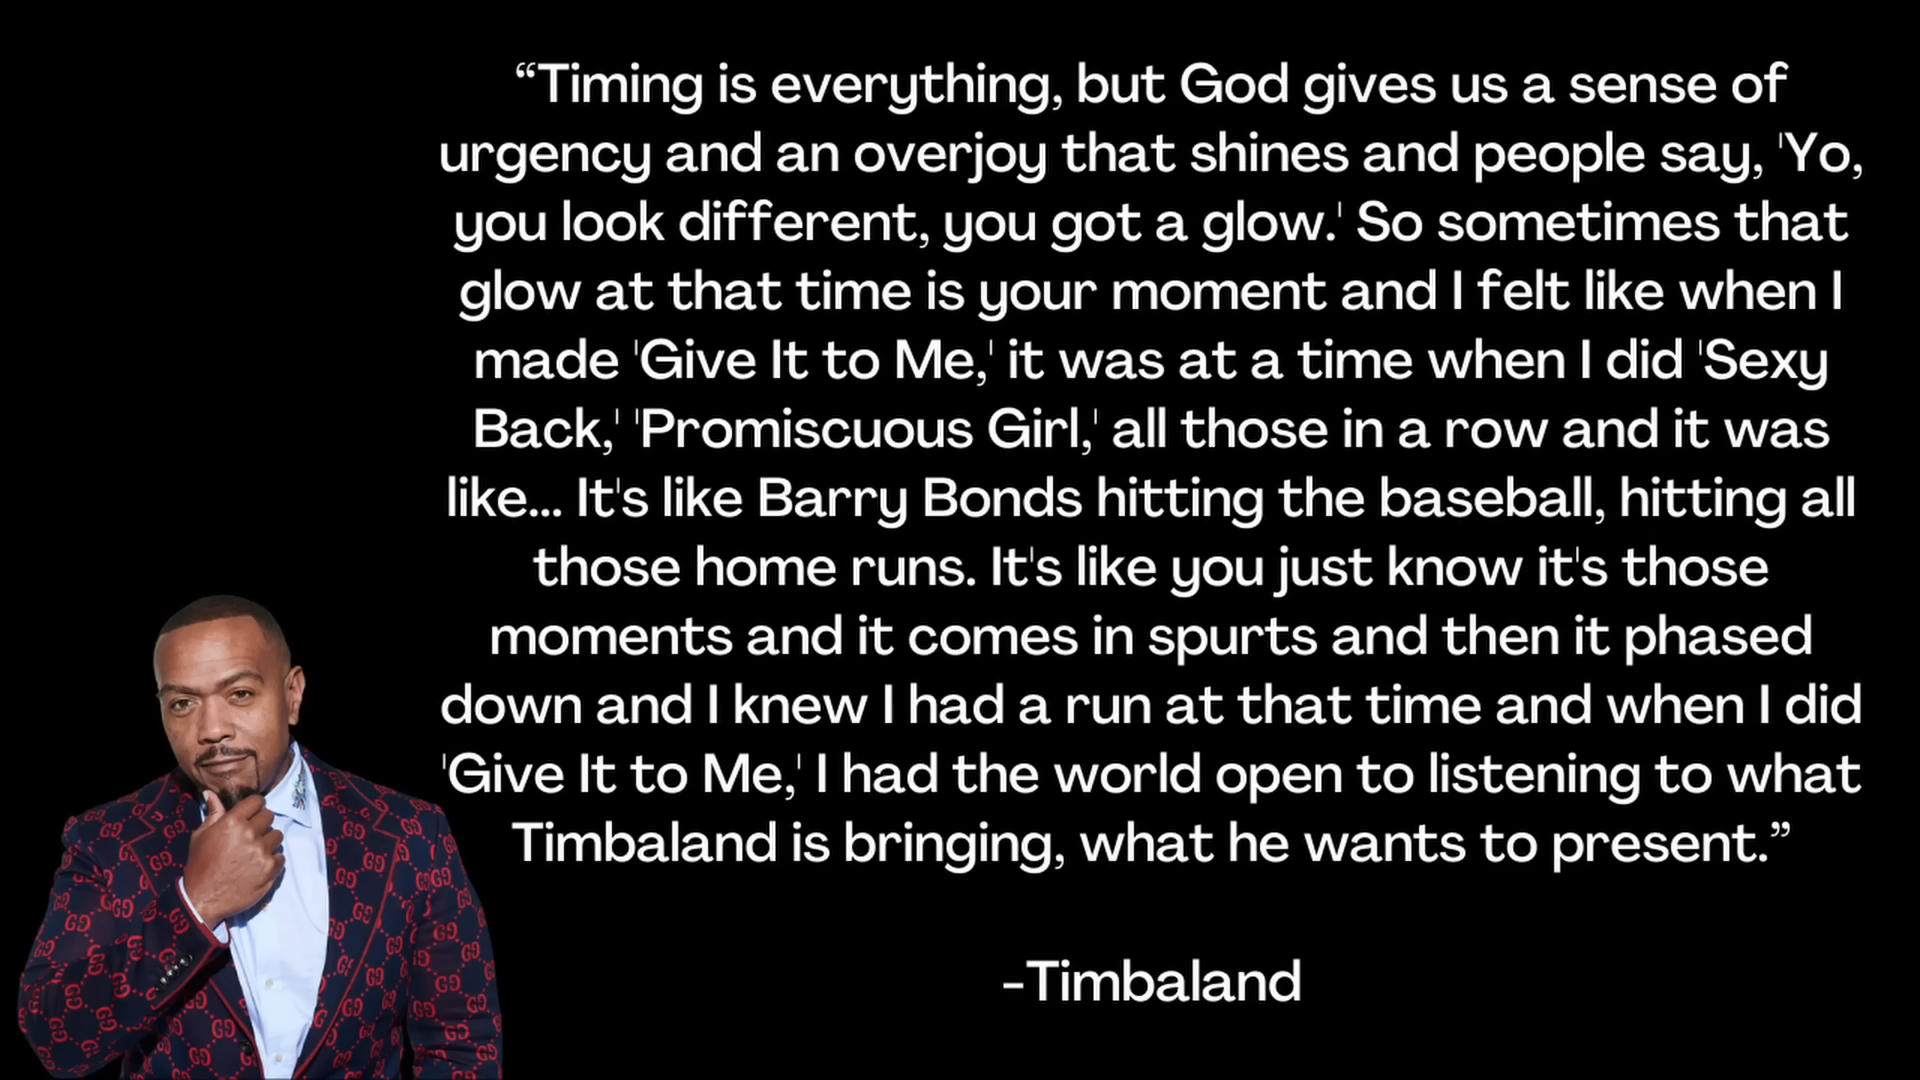 “Timing is everything, but God gives us a sense of
urgency and an overjoy that shines and people say, 'Yo,
you look different, you got a glow.' So sometimes that
glow at that time is your moment and I felt like when I
made 'Give It to Me,' it was at a time when I did 'Sexy
Back,' 'Promiscuous Girl,' all those in a row and it was
like... It's like Barry Bonds hitting the baseball, hitting all
those home runs. It's like you just know it's those
moments and it comes in spurts and then it phased
down and I knew I had a run at that time and when I did
'Give It to Me,' I had the world open to listening to what
Timbaland is bringing, what he wants to present.”
-Timbaland